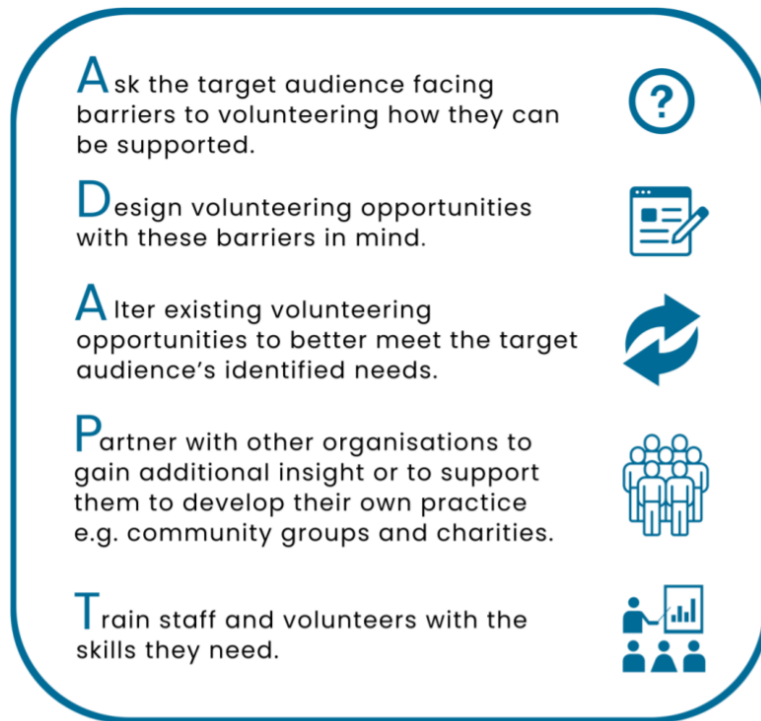 Ask the target audience facing
barriers to volunteering how they can
be supported.
Design volunteering opportunities
with these barriers in mind.
Alter existing volunteering
opportunities to better meet the target
audience's identified needs.
Partner with other organisations to
gain additional insight or to support
them to develop their own practice
e.g. community groups and charities.
Train staff and volunteers with the
skills they need.
?